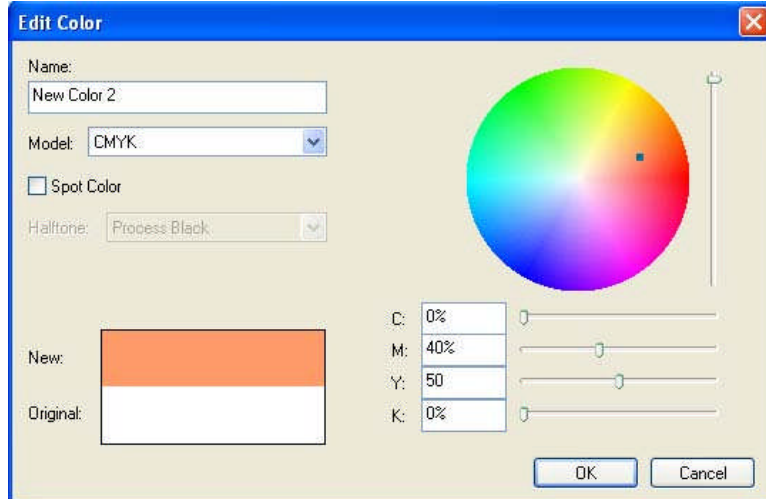 Edit Color
Name:
New Color 2
Model: CMYK
Spot Color
Halftone: Process Black
New:
Original:
C: 0%
M: 40%
Y: 50
K: 0%
OK Cancel